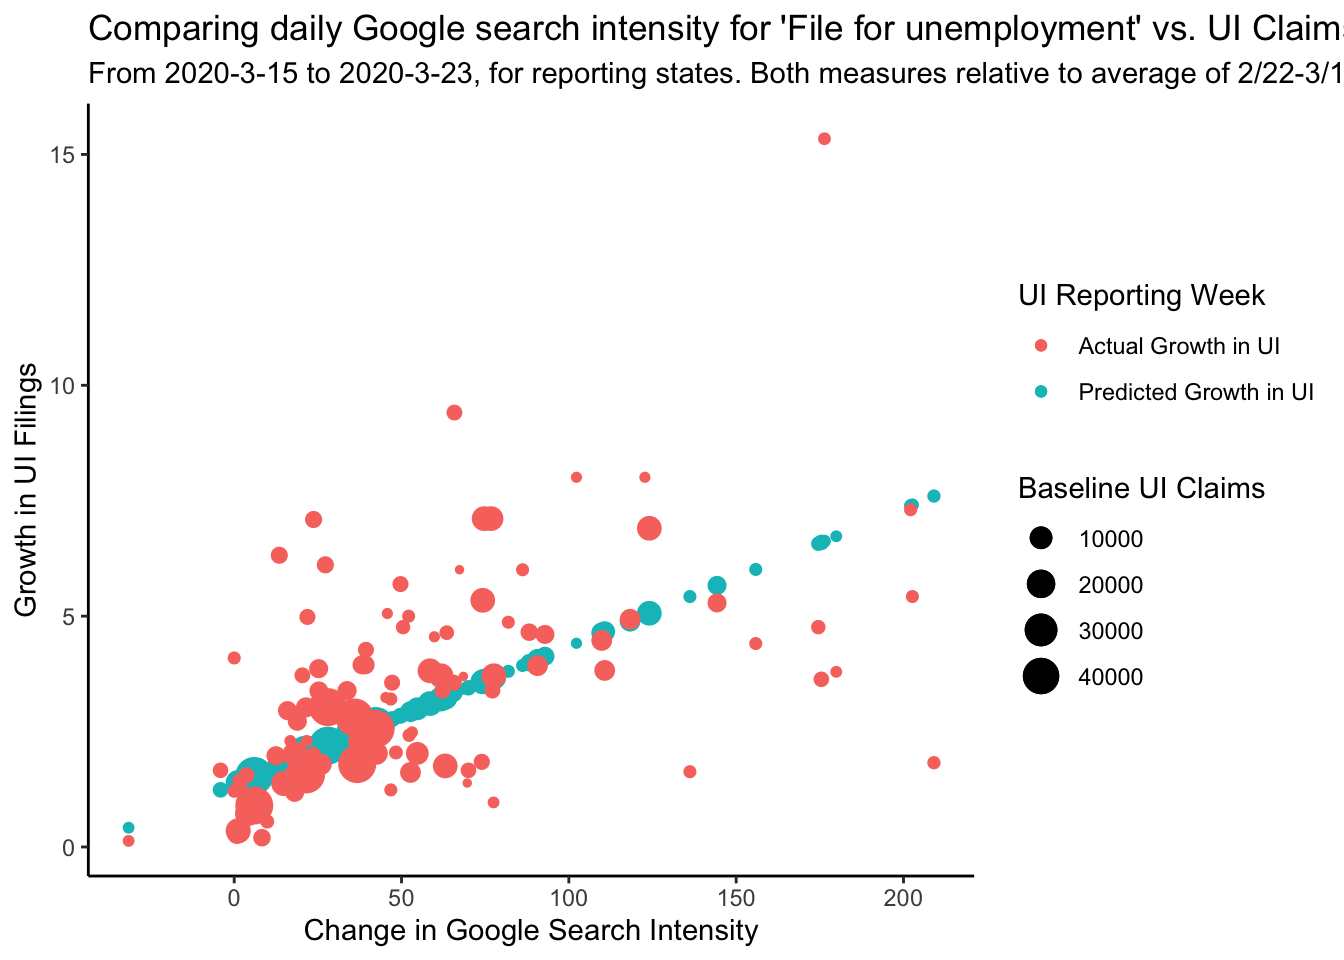 Comparing daily Google search intensity for 'File for unemployment' vs. UI Claims
From 2020-3-15 to 2020-3-23, for reporting states. Both measures relative to average of 2/22-3/1
15
10
5
0
Growth in UI Filings
0 50 100 150 200
Change in Google Search Intensity
UI Reporting Week
Actual Growth in UI
Predicted Growth in UI
Baseline UI Claims
10000
20000
30000
40000